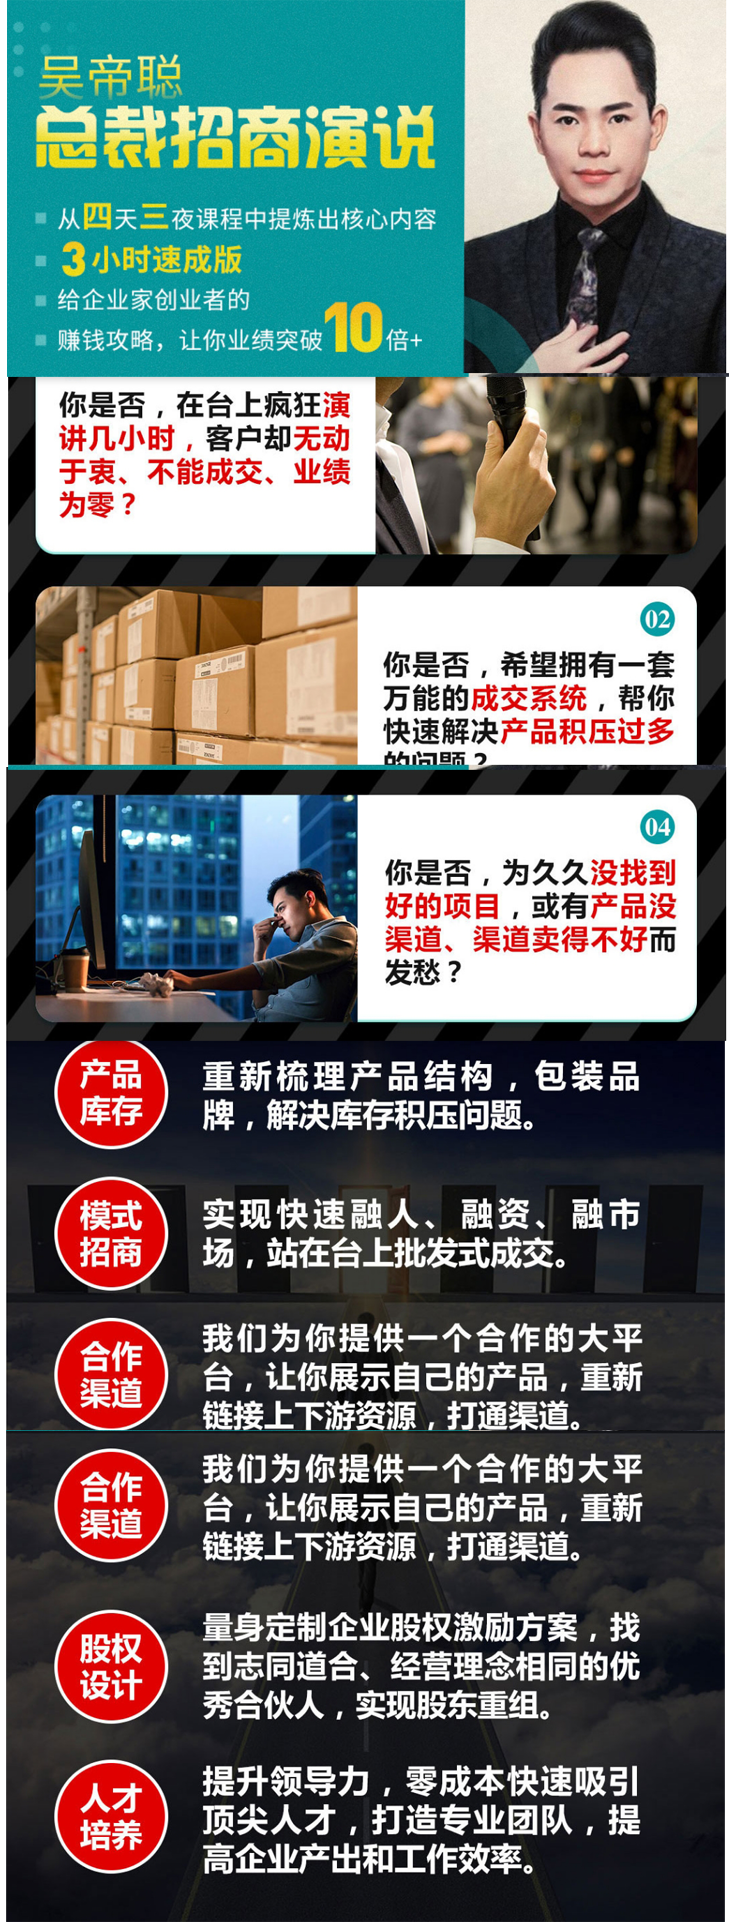 吴帝聪
总裁招商演说
从四天三夜课程中提炼出核心内容
3小时速成版
给企业家创业者的
赚钱攻略，让你业绩突破10倍+
你是否，在台上疯狂演
讲几小时，客户却无动
于衷、不能成交、业绩
为零？
02
你是否，希望拥有一套
万能的成交系统，帮你
快速解决产品积压过多
的问题？
04
你是否，为久久没找到
好的项目，或有产品没
渠道、渠道卖得不好而
发愁？
产品
库存
重新梳理产品结构，包装品
牌，解决库存积压问题。
模式
招商
实现快速融人、融资、融市
场，站在台上批发式成交。
合作
渠道
我们为你提供一个合作的大平
台，让你展示自己的产品，重新
链接上下游资源，打通渠道。
合作
渠道
我们为你提供一个合作的大平
台，让你展示自己的产品，重新
链接上下游资源，打通渠道。
股权
设计
量身定制企业股权激励方案，找
到志同道合、经营理念相同的优
秀合伙人，实现股东重组。
人才
培养
提升领导力，零成本快速吸引
顶尖人才，打造专业团队，提
高企业产出和工作效率。